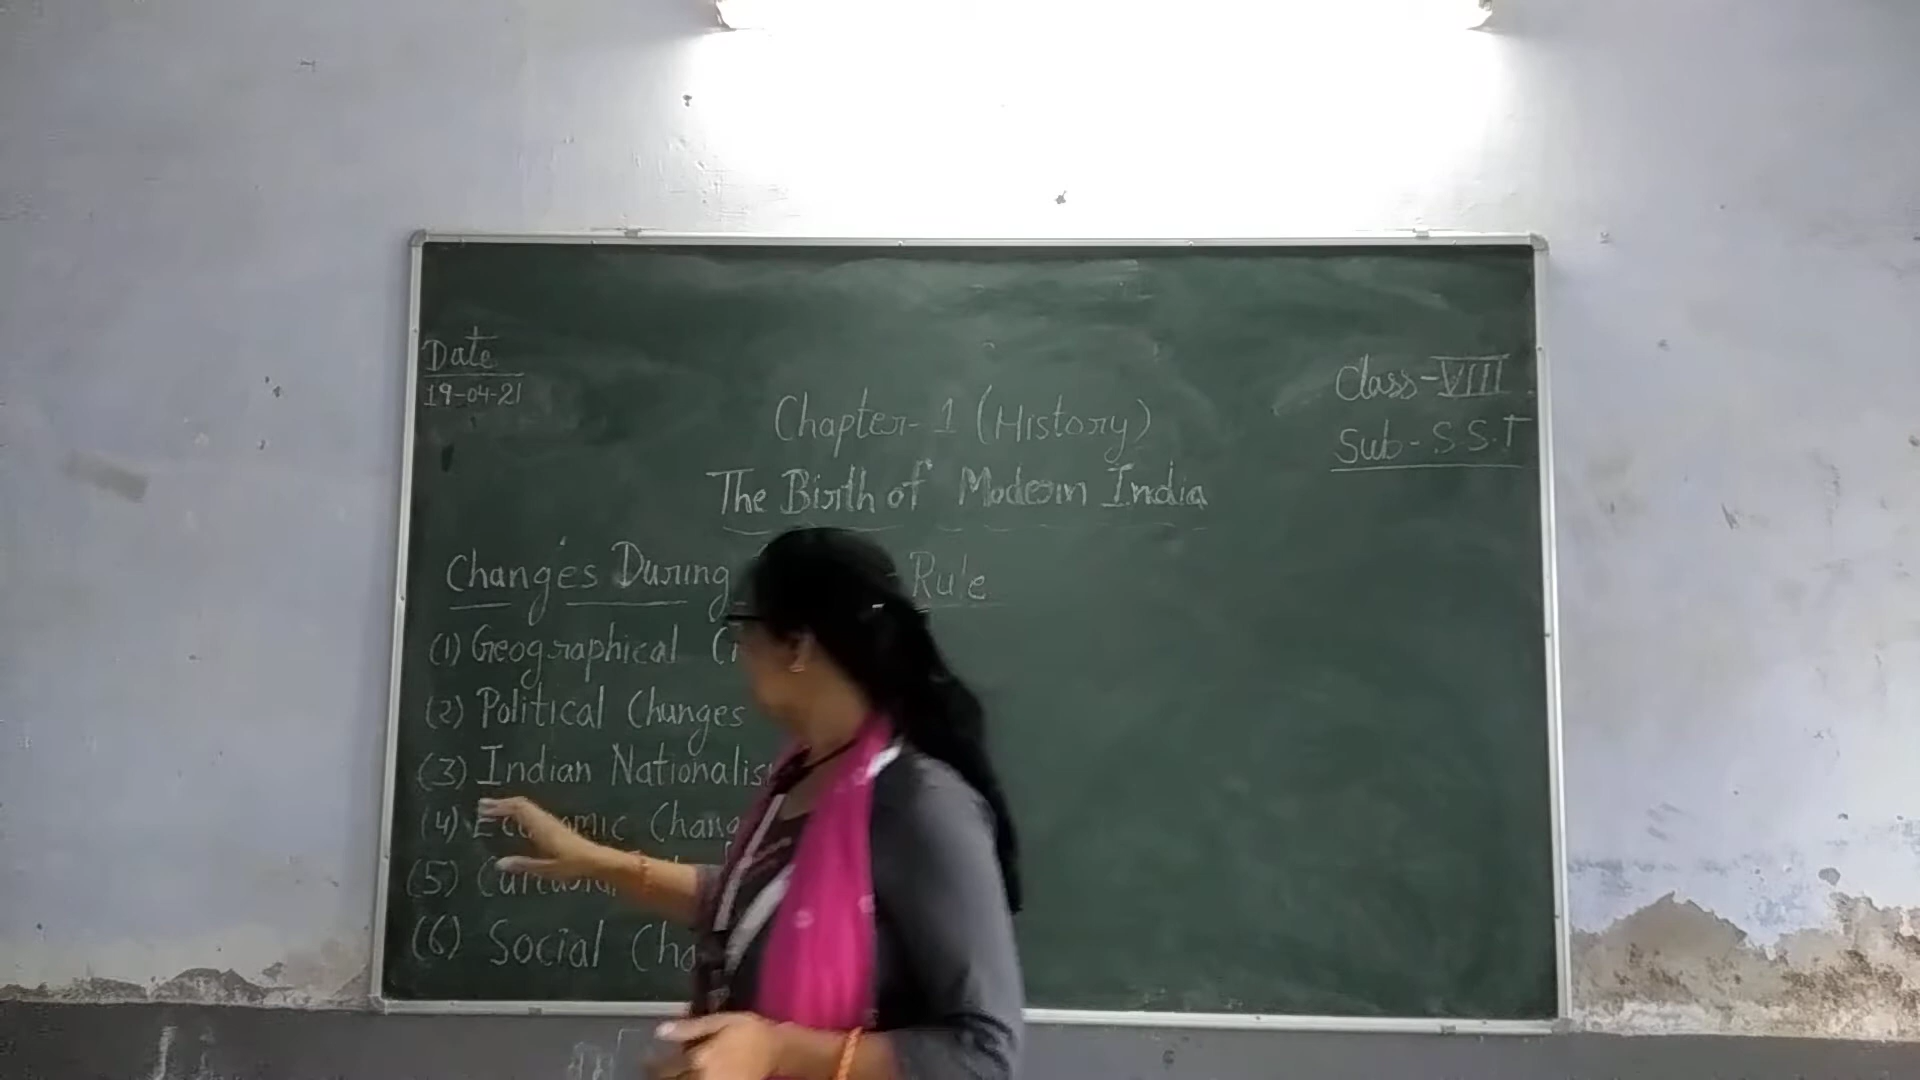 Date
19-04-21
Class-VIII
Sub-S.S.T
Chapter-1 (History)
The Birth of Modern India
Changes During Rule
(1) Geographical
(2) Political Changes
(3) Indian
(4) Economic
(5)
(6) Social